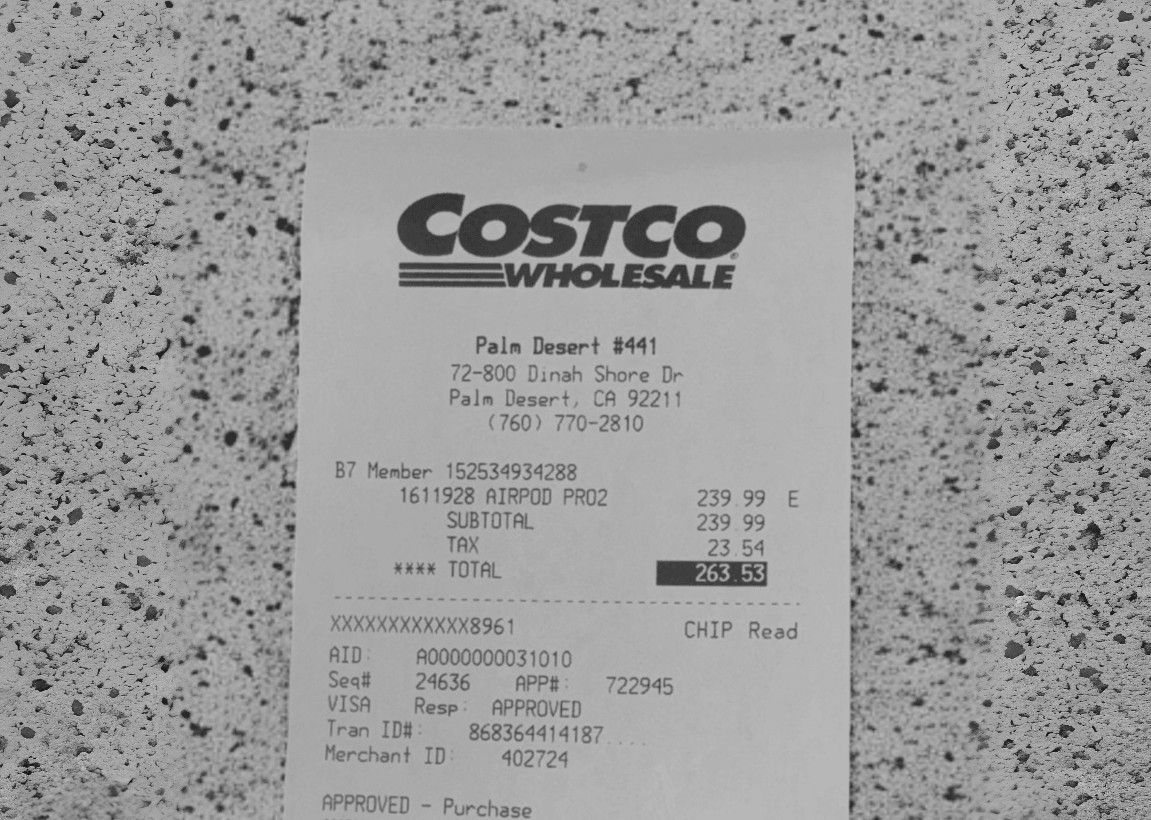 COSTCO
WHOLESALE
Palm Desert #441
72-800 Dinah Shore Dr
Palm Desert, CA 92211
(760) 770-2810
B7 Member 152534934288
1611928 AIRPOD PRO2 239.99 E
SUBTOTAL 239.99
TAX 23.54
**** TOTAL 263.53
XXXXXXXXXXXX8961 CHIP Read
AID: A0000000031010
Seq# 24636 APP#: 722945
VISA Resp: APPROVED
Tran ID#: 868364414187....
Merchant ID: 402724
APPROVED - Purchase